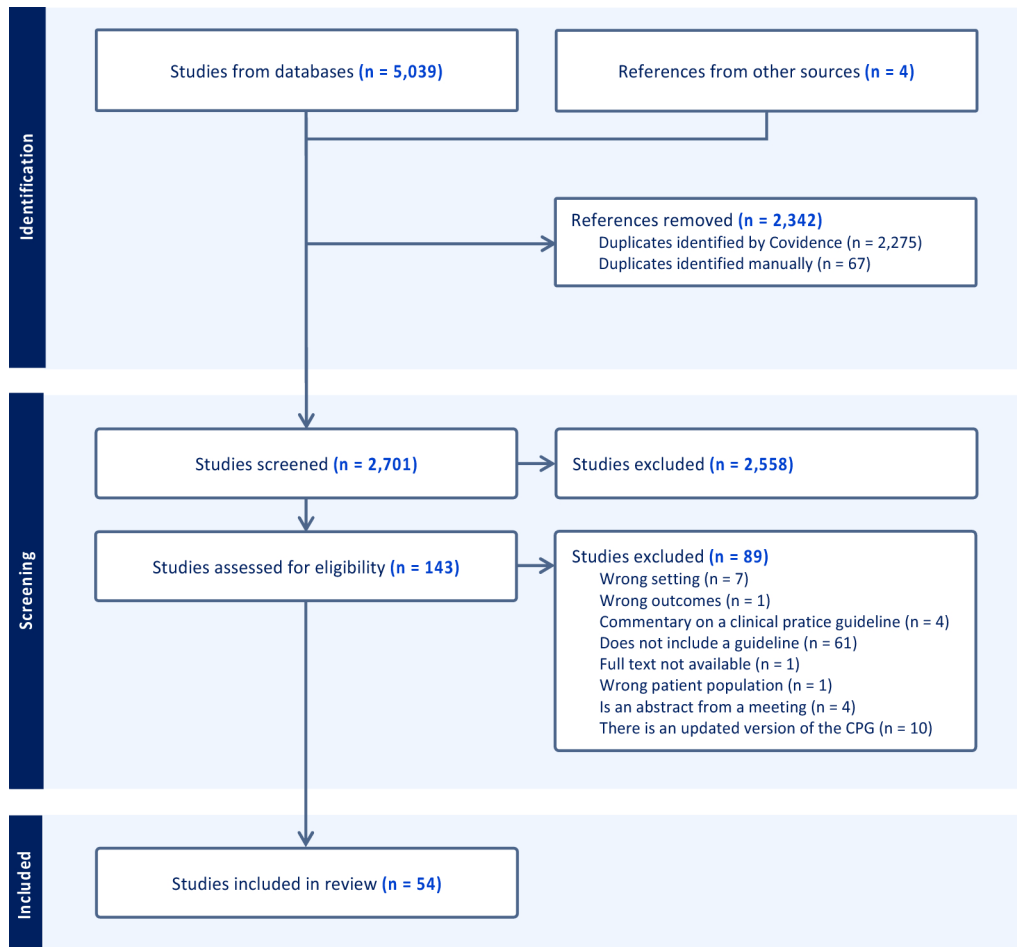 Identification
Studies from databases (n = 5,039)
References from other sources (n = 4)
References removed (n = 2,342)
Duplicates identified by Covidence (n = 2,275)
Duplicates identified manually (n = 67)
Screening
Studies screened (n = 2,701)
Studies excluded (n = 2,558)
Studies assessed for eligibility (n = 143)
Studies excluded (n = 89)
Wrong setting (n = 7)
Wrong outcomes (n = 1)
Commentary on a clinical pratice guideline (n = 4)
Does not include a guideline (n = 61)
Full text not available (n = 1)
Wrong patient population (n = 1)
Is an abstract from a meeting (n = 4)
There is an updated version of the CPG (n = 10)
Included
Studies included in review (n = 54)